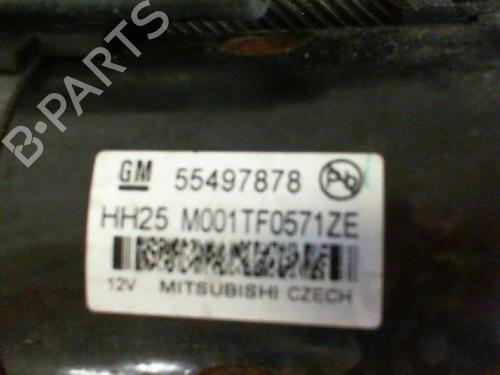 B-PARTS
GM 55497878 Pb
HH25 M001TF0571ZE
12V MITSUBISHI CZECH